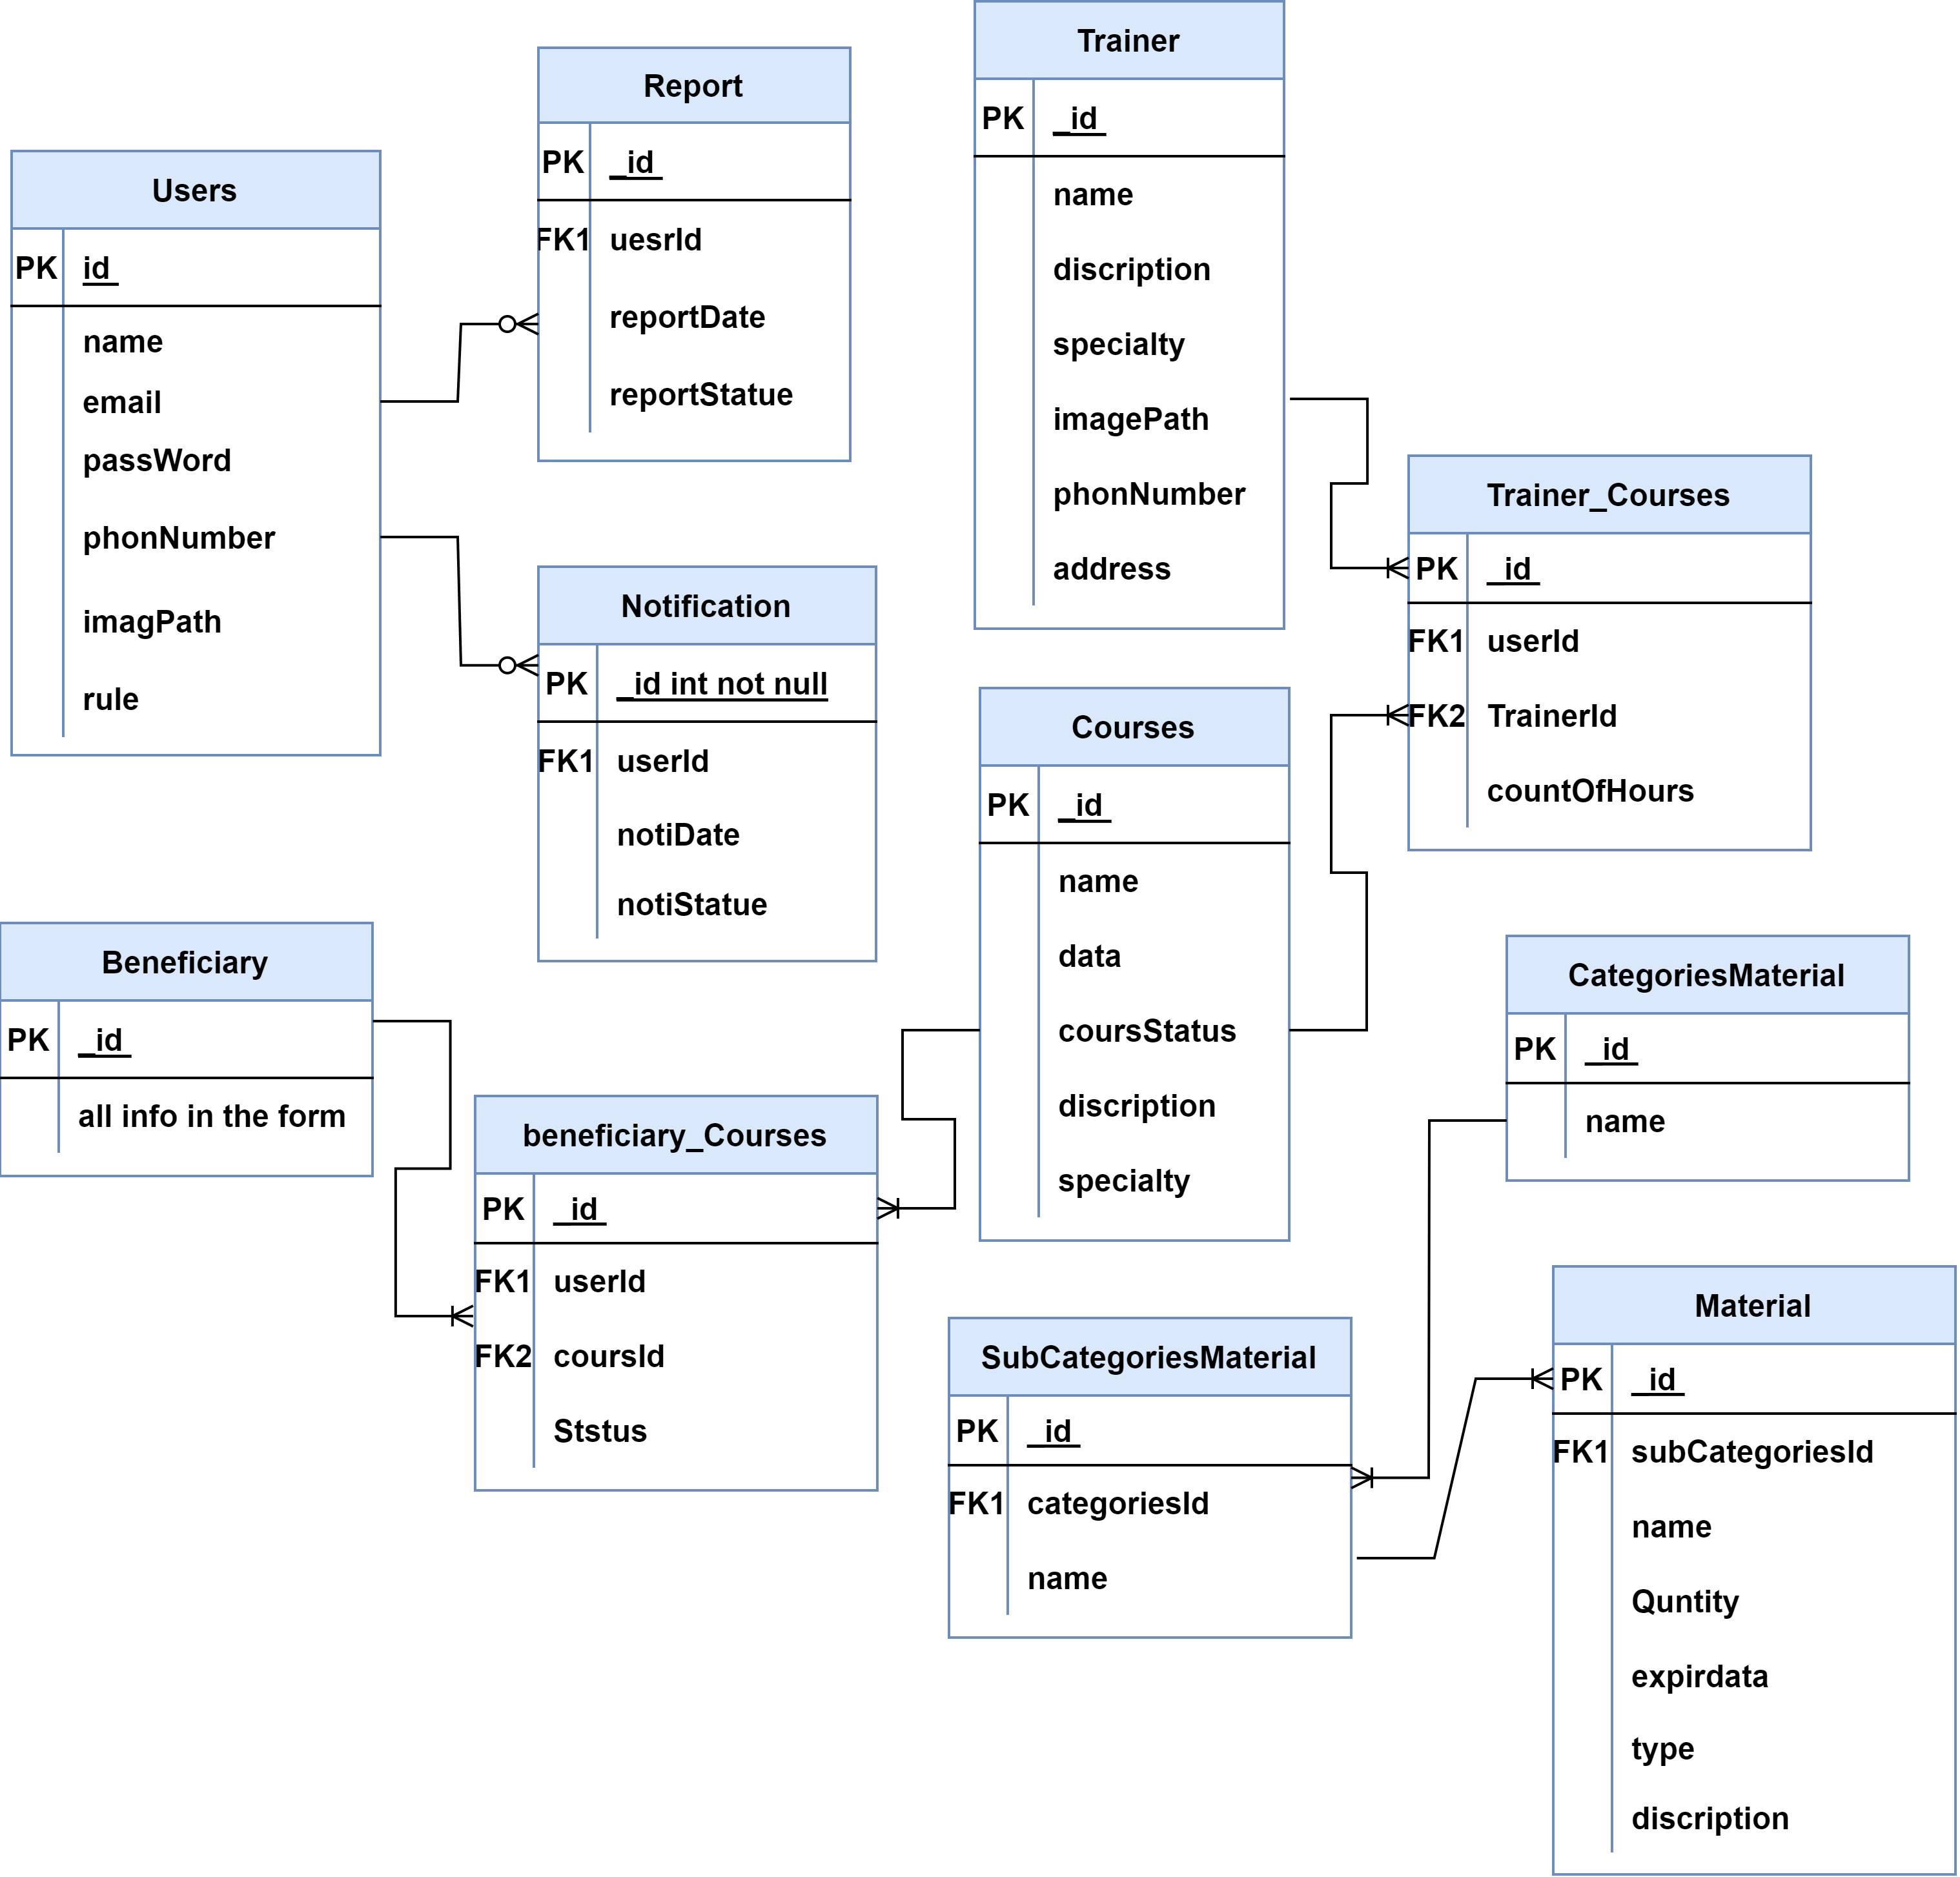 Users
PK id
name
email
passWord
phonNumber
imagPath
rule
Report
PK _id
FK1 uesrId
reportDate
reportStatue
Notification
PK _id int not null
FK1 userId
notiDate
notiStatue
Trainer
PK _id
name
discription
specialty
imagePath
phonNumber
address
Trainer_Courses
PK _id
FK1 userId
FK2 TrainerId
countOfHours
Courses
PK _id
name
data
coursStatus
discription
specialty
Beneficiary
PK _id
all info in the form
beneficiary_Courses
PK _id
FK1 userId
FK2 coursId
Ststus
CategoriesMaterial
PK _id
name
SubCategoriesMaterial
PK _id
FK1 categoriesId
name
Material
PK _id
FK1 subCategoriesId
name
Quntity
expirdata
type
discription